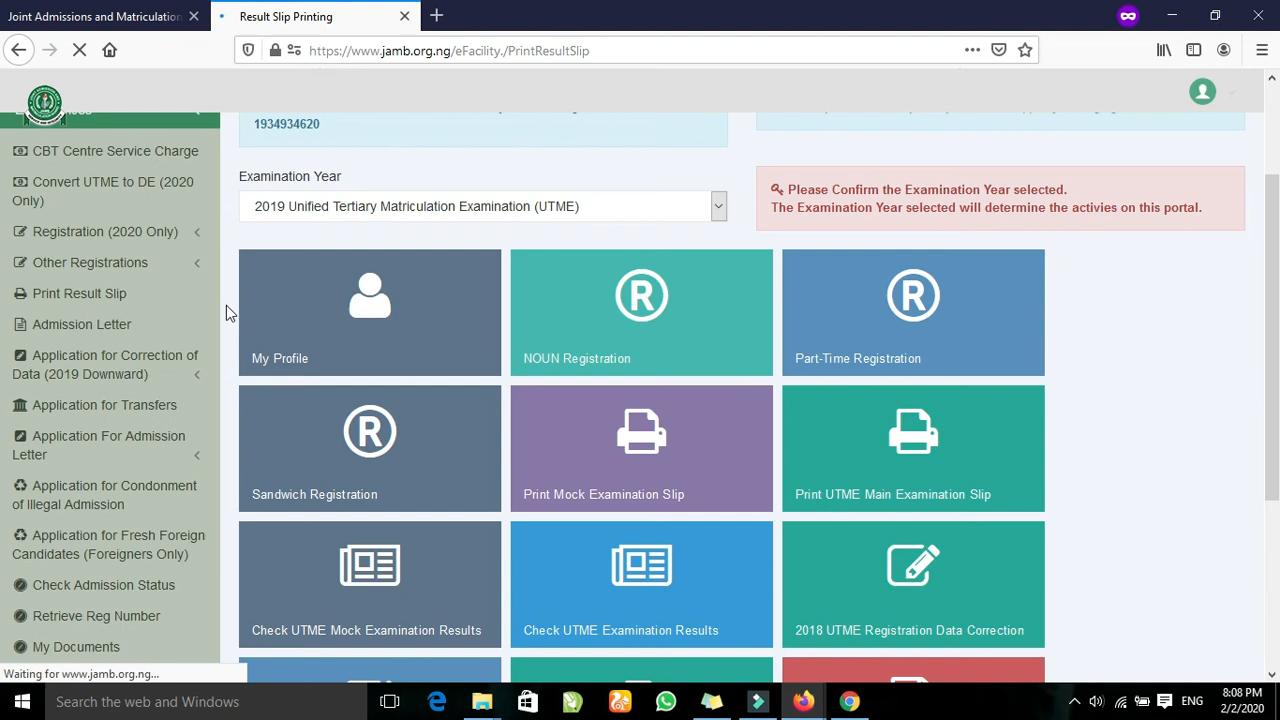 Joint Admissions and Matriculation
Result Slip Printing
https://www.jamb.org.ng/eFacility./PrintResultSlip
1934934620
Examination Year
2019 Unified Tertiary Matriculation Examination (UTME)
Please Confirm the Examination Year selected.
The Examination Year selected will determine the activies on this portal.
CBT Centre Service Charge
Convert UTME to DE (2020
Only)
Registration (2020 Only)
Other Registrations
Print Result Slip
Admission Letter
Application for Correction of
Data (2019 Downward)
Application for Transfers
Application For Admission
Letter
Application for Condonment
of Illegal Admission
Application for Fresh Foreign
Candidates (Foreigners Only)
Check Admission Status
Retrieve Reg Number
My Documents
My Profile
R
NOUN Registration
R
Part-Time Registration
R
Sandwich Registration
Print Mock Examination Slip
Print UTME Main Examination Slip
Check UTME Mock Examination Results
Check UTME Examination Results
2018 UTME Registration Data Correction
Waiting for www.jamb.org.ng...
Search the web and Windows
ENG
8:08 PM
2/2/2020